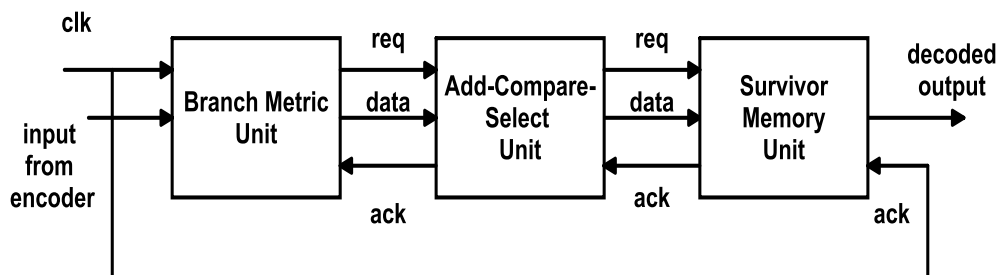 clk
input
from
encoder
Branch Metric
Unit
req
data
ack
Add-Compare-
Select
Unit
req
data
ack
Survivor
Memory
Unit
decoded
output
ack